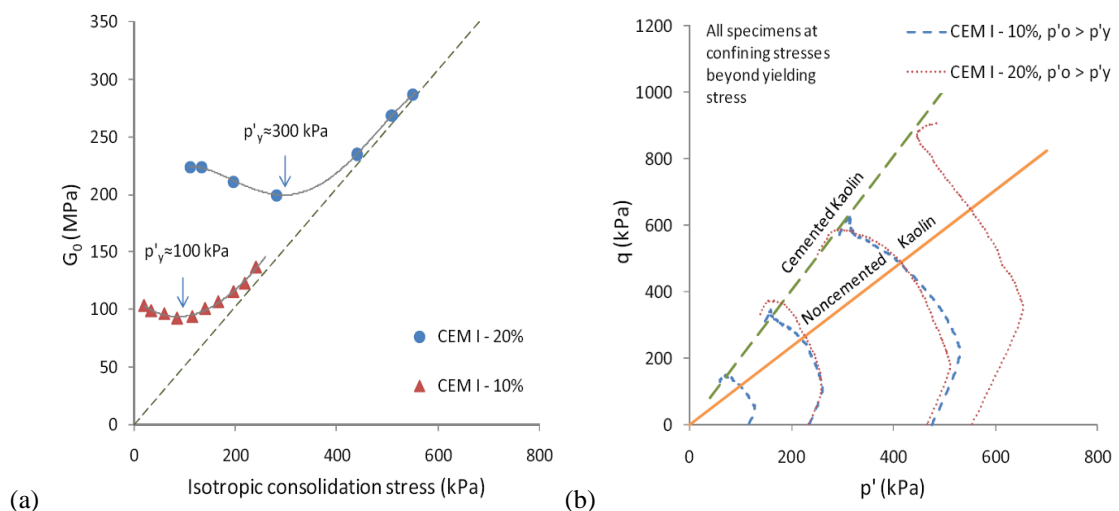 350
300
250
200
150
100
50
0
G₀ (MPa)
p'y≈300 kPa
p'y≈100 kPa
CEM I - 20%
CEM I - 10%
0 200 400 600 800
Isotropic consolidation stress (kPa)
(a)
1200
1000
800
600
400
200
0
q (kPa)
All specimens at
confining stresses
beyond yielding
stress
CEM I - 10%, p'o > p'y
CEM I - 20%, p'o > p'y
Cemented Kaolin
Noncemented Kaolin
0 200 400 600 800
p' (kPa)
(b)